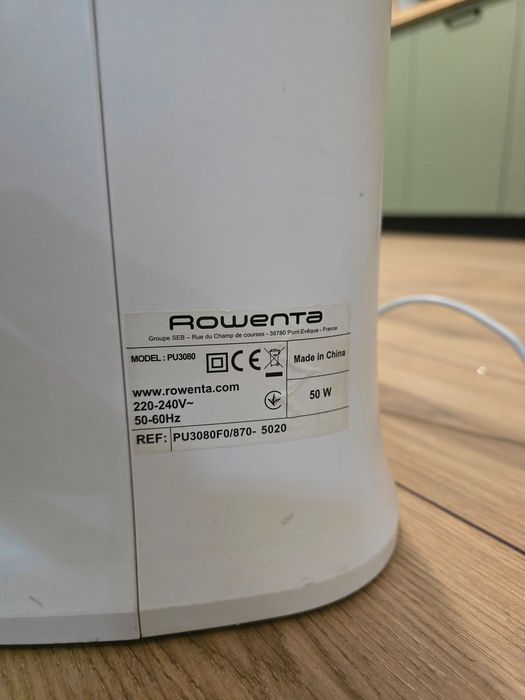 Rowenta
Groupe SEB – Rue du Champ de courses - 38780 Pont-Evêque - France
MODEL: PU3080 CE Made in China
www.rowenta.com
220-240V~ 50 W
50-60Hz
REF: PU3080F0/870- 5020